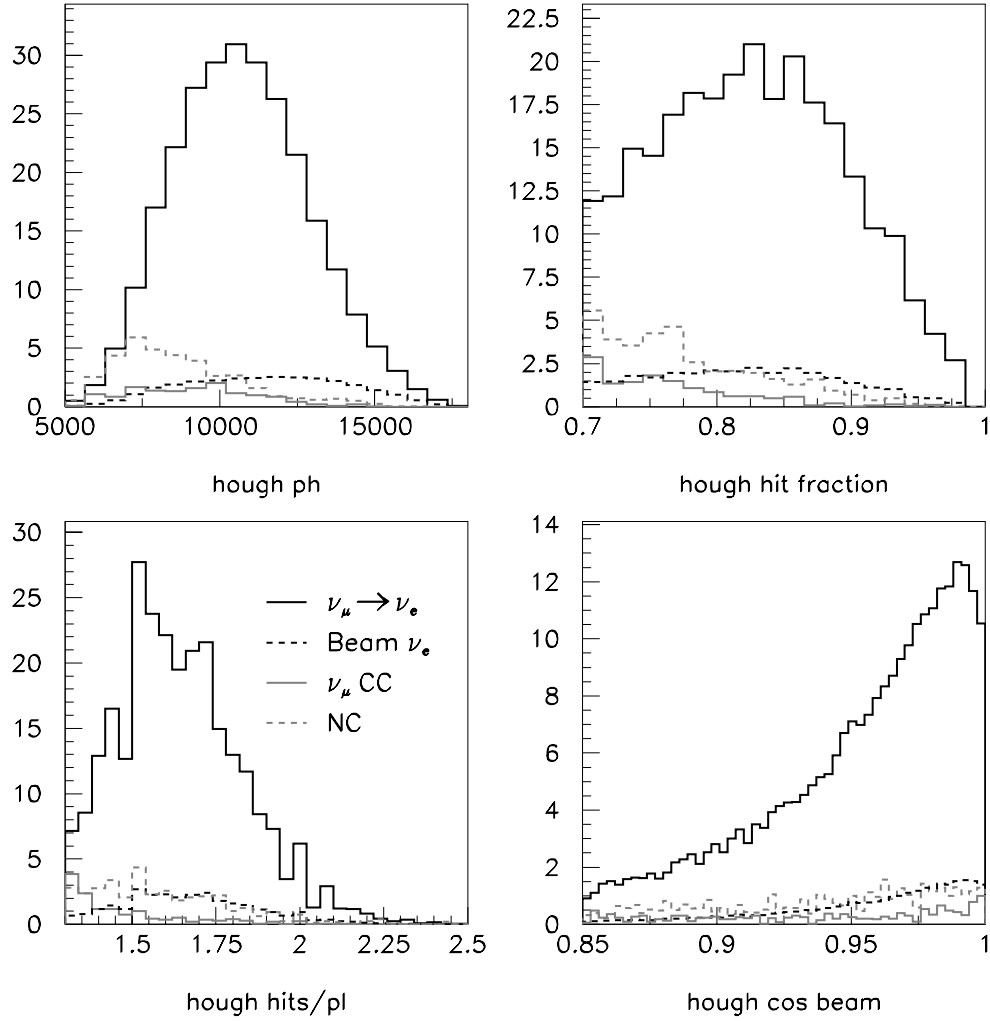 30
25
20
15
10
5
0
5000 10000 15000
hough ph
22.5
20
17.5
15
12.5
10
7.5
5
2.5
0
0.7 0.8 0.9 1
hough hit fraction
30
25
20
15
10
5
0
1.5 1.75 2 2.25 2.5
hough hits/pl
ν_μ → ν_e
Beam ν_e
ν_μ CC
NC
14
12
10
8
6
4
2
0
0.85 0.9 0.95 1
hough cos beam